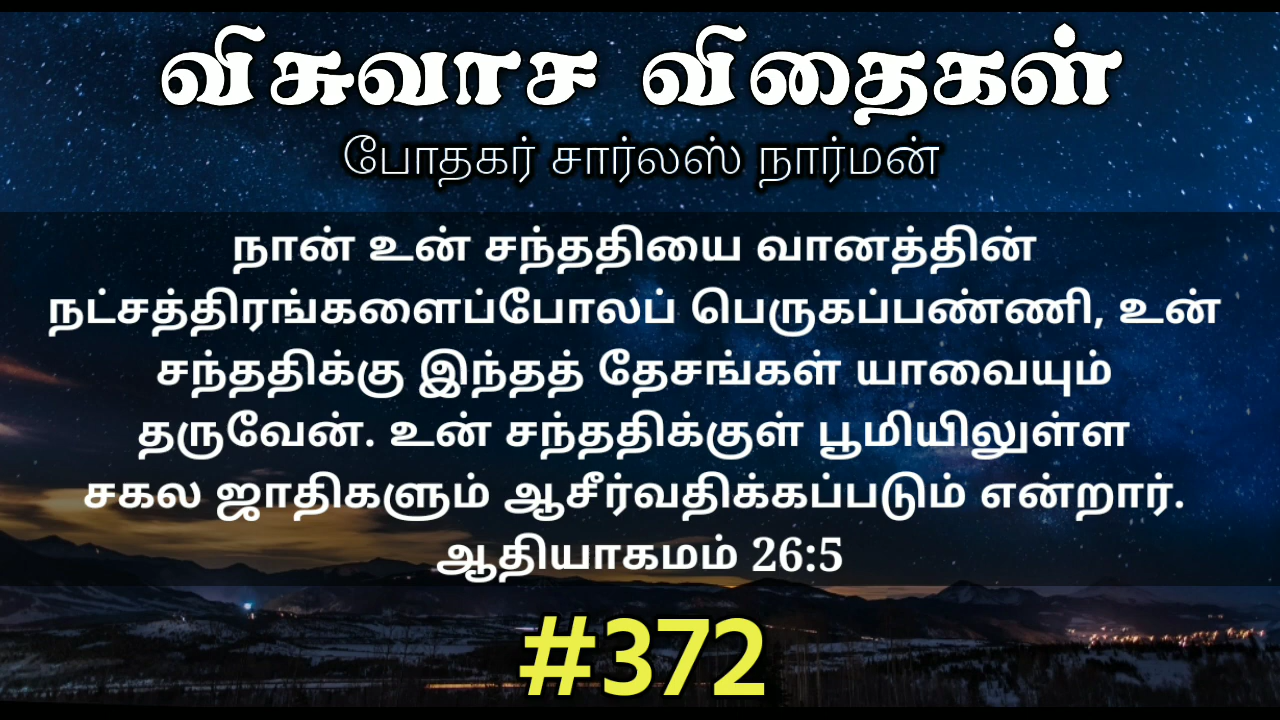 விசுவாச விதைகள்
போதகர் சார்லஸ் நார்மன்
நான் உன் சந்ததியை வானத்தின்
நட்சத்திரங்களைப்போலப் பெருகப்பண்ணி, உன்
சந்ததிக்கு இந்தத் தேசங்கள் யாவையும்
தருவேன். உன் சந்ததிக்குள் பூமியிலுள்ள
சகல ஜாதிகளும் ஆசீர்வதிக்கப்படும் என்றார்.
ஆதியாகமம் 26:5
#372